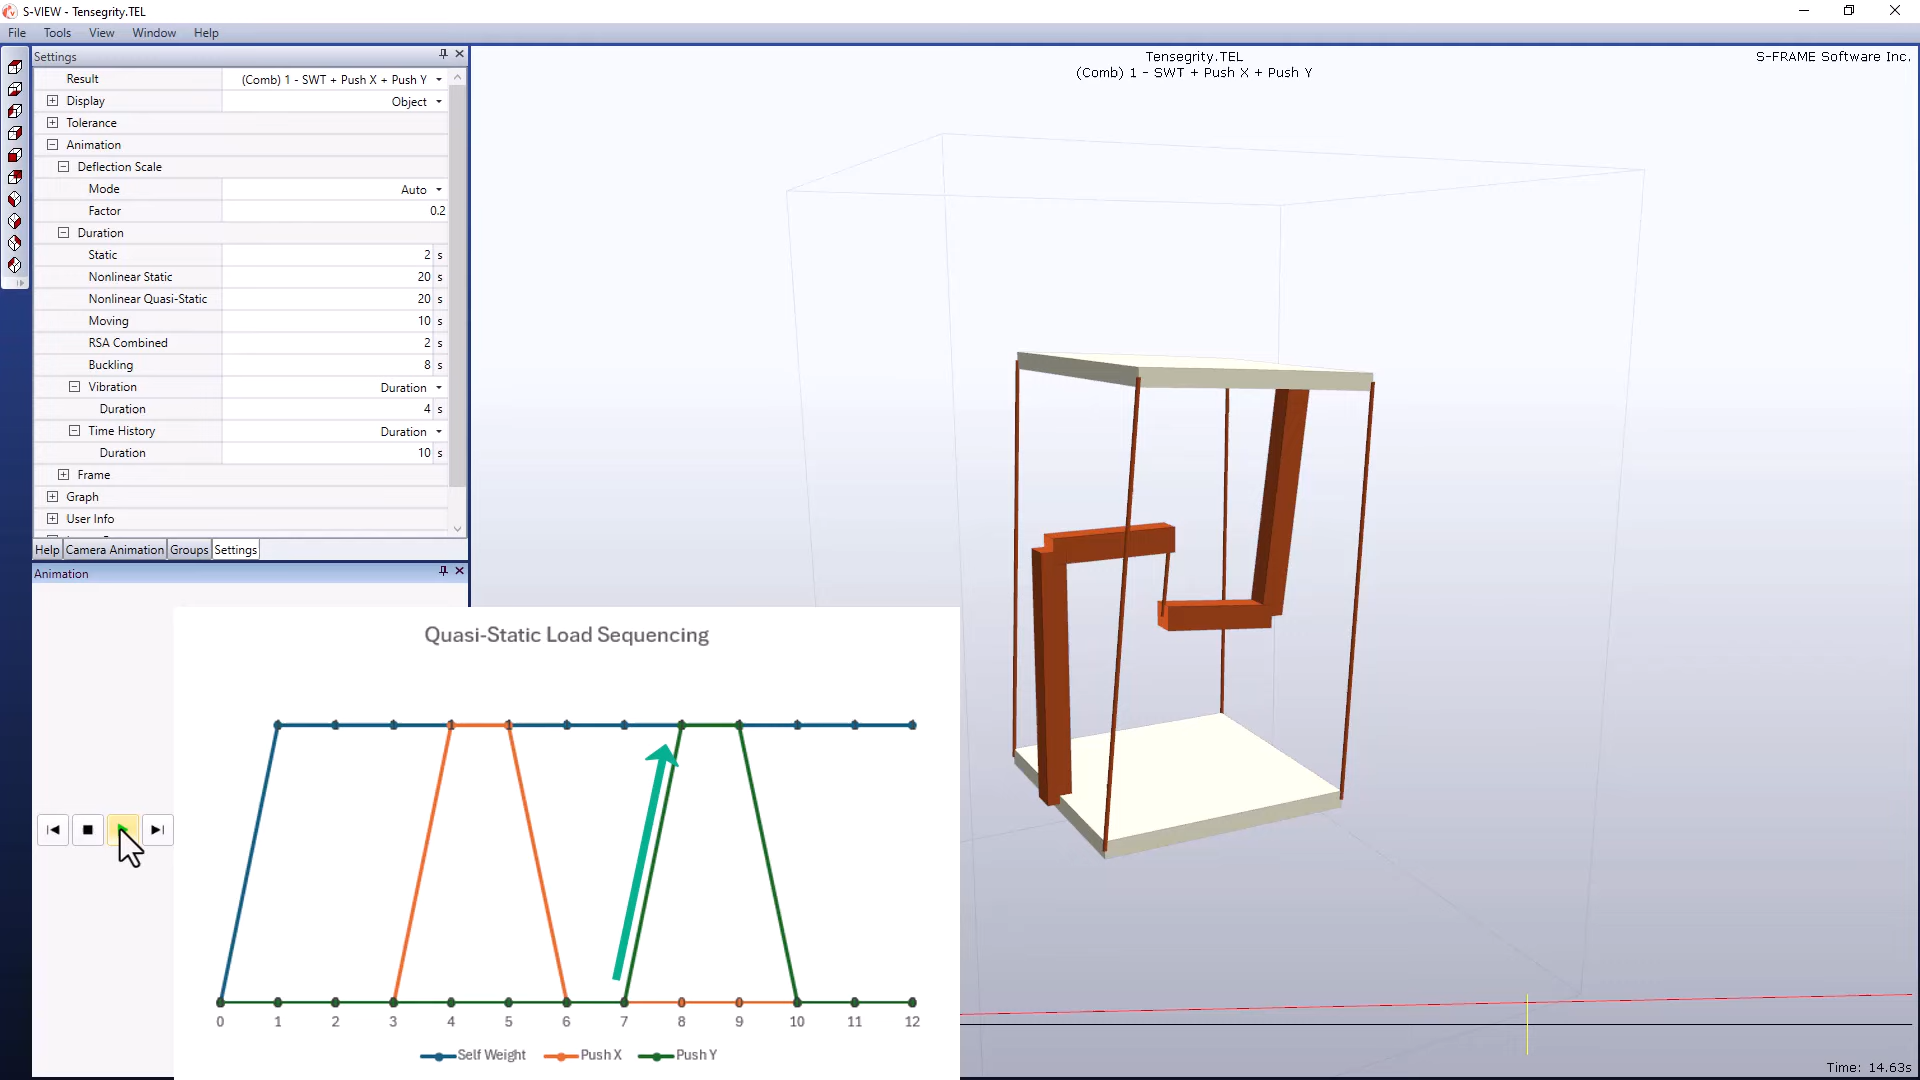 S-VIEW - Tensegrity.TEL
File Tools View Window Help
Settings
Result (Comb) 1 - SWT + Push X + Push Y
Display Object
Tolerance
Animation
Deflection Scale
Mode Auto
Factor 0.2
Duration
Static 2 s
Nonlinear Static 20 s
Nonlinear Quasi-Static 20 s
Moving 10 s
RSA Combined 2 s
Buckling 8 s
Vibration Duration
Duration 4 s
Time History Duration
Duration 10 s
Frame
Graph
User Info
Help Camera Animation Groups Settings
Animation
Tensegrity.TEL
(Comb) 1 - SWT + Push X + Push Y
S-FRAME Software Inc.
Quasi-Static Load Sequencing
0 1 2 3 4 5 6 7 8 9 10 11 12
Self Weight Push X Push Y
Time: 14.63s